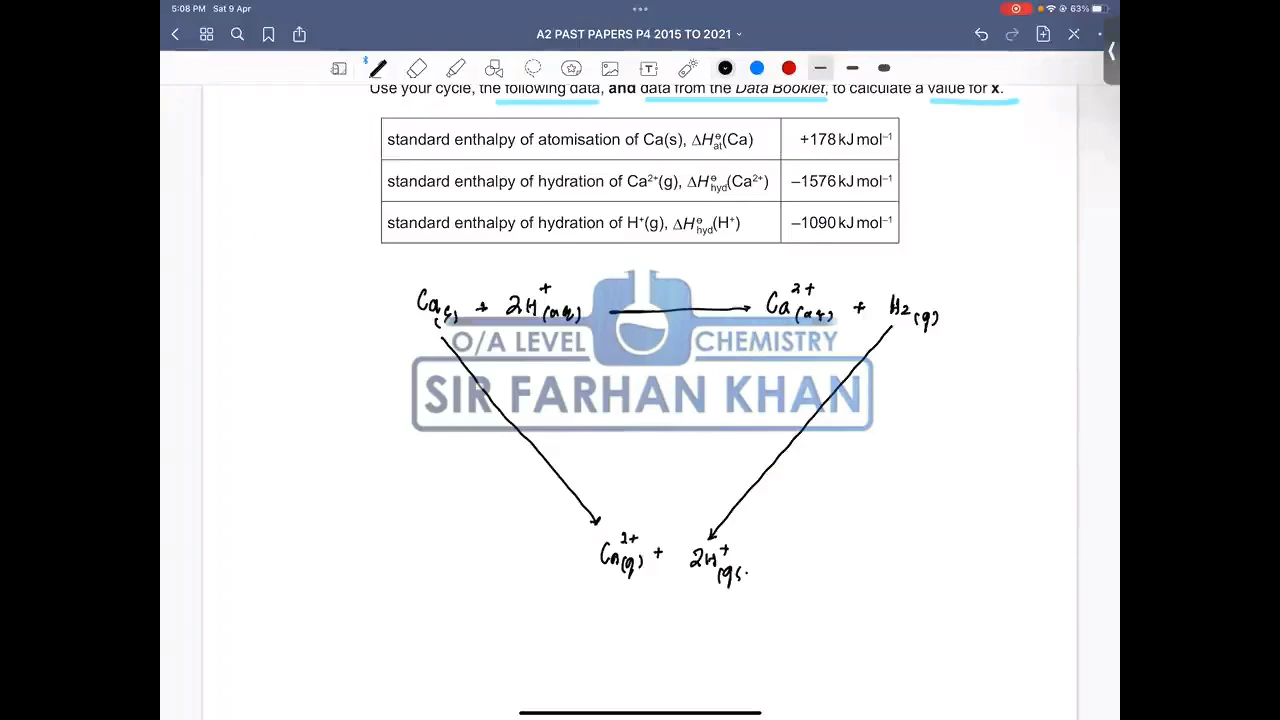 5:08 PM Sat 9 Apr
63%
A2 PAST PAPERS P4 2015 TO 2021
Use your cycle, the following data, and data from the Data Booklet, to calculate a value for x.
standard enthalpy of atomisation of Ca(s), ΔH⦵at(Ca) +178 kJ mol⁻¹
standard enthalpy of hydration of Ca²⁺(g), ΔH⦵hyd(Ca²⁺) –1576 kJ mol⁻¹
standard enthalpy of hydration of H⁺(g), ΔH⦵hyd(H⁺) –1090 kJ mol⁻¹
Ca(s) + 2H⁺(aq) → Ca²⁺(aq) + H₂(g)
O/A LEVEL CHEMISTRY
SIR FARHAN KHAN
Ca²⁺(g) + 2H⁺(g)